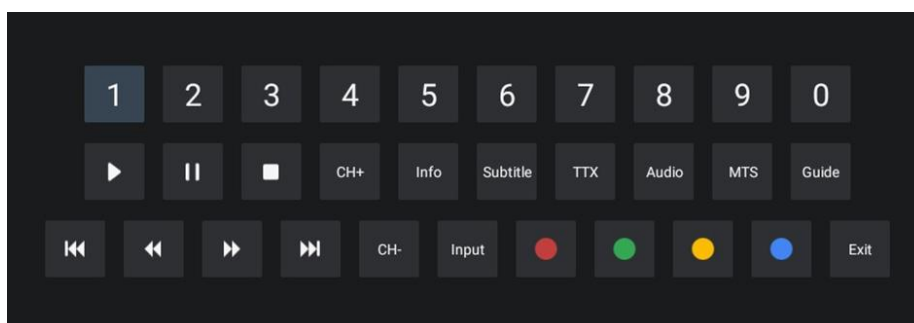 1 2 3 4 5 6 7 8 9 0
CH+ Info Subtitle TTX Audio MTS Guide
CH- Input Exit